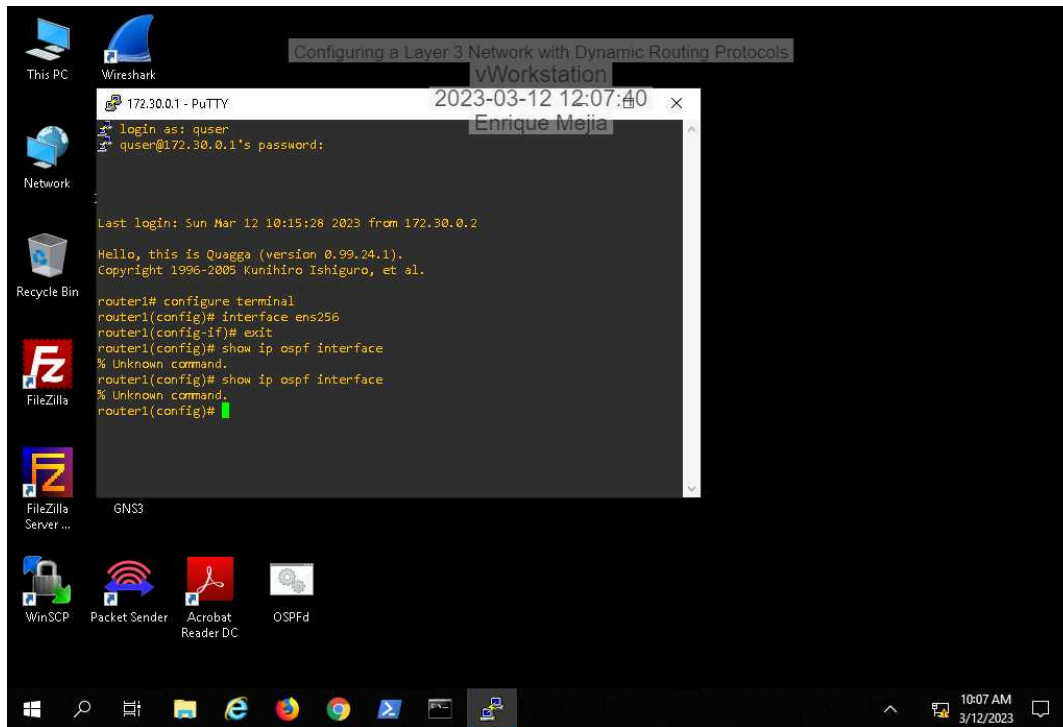 This PC
Wireshark
Configuring a Layer 3 Network with Dynamic Routing Protocols
vWorkstation
2023-03-12 12:07:40
Enrique Mejia
172.30.0.1 - PuTTY
login as: quser
quser@172.30.0.1's password:
Last login: Sun Mar 12 10:15:28 2023 from 172.30.0.2
Hello, this is Quagga (version 0.99.24.1).
Copyright 1996-2005 Kunihiro Ishiguro, et al.
router1# configure terminal
router1(config)# interface ens256
router1(config-if)# exit
router1(config)# show ip ospf interface
% Unknown command.
router1(config)# show ip ospf interface
% Unknown command.
router1(config)#
Network
Recycle Bin
Fz
FileZilla
FileZilla
Server ...
GNS3
WinSCP
Packet Sender
Acrobat
Reader DC
OSPFd
10:07 AM
3/12/2023